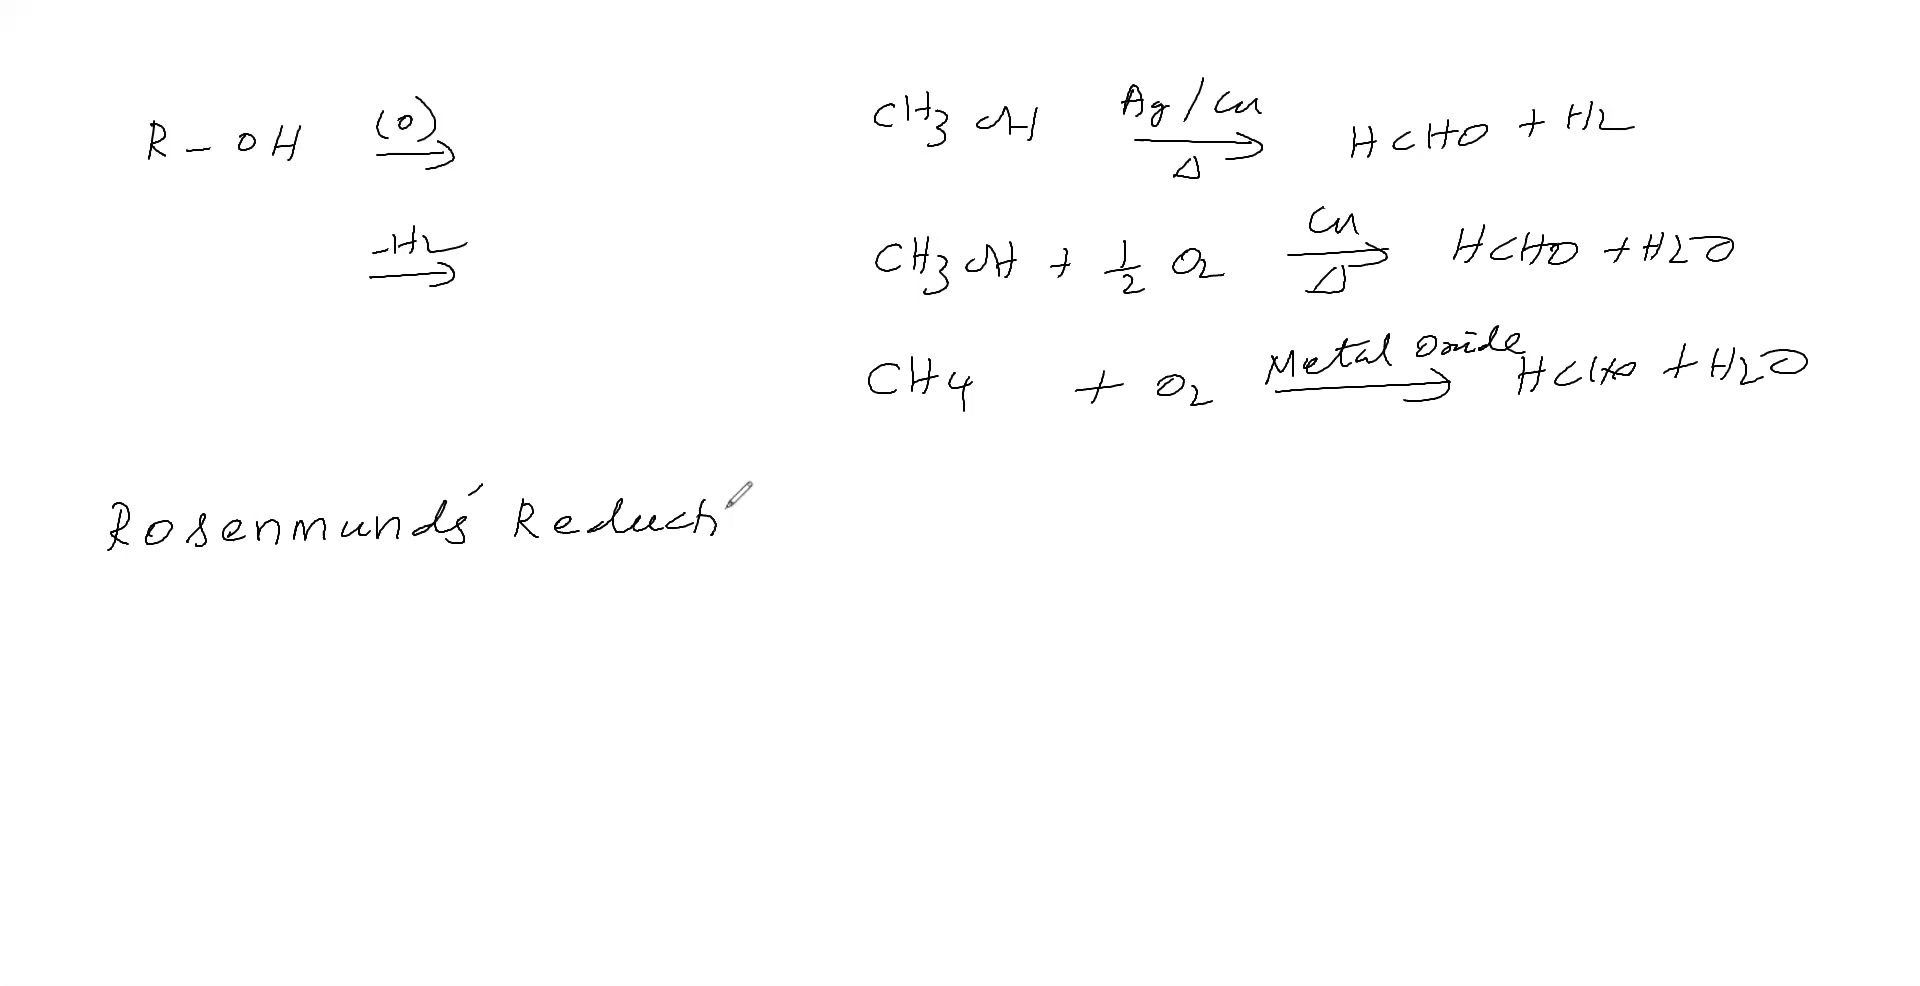 R - OH (O) →
-H2 →
CH3OH Ag/Cu → Δ HCHO + H2
CH3OH + 1/2 O2 Cu → Δ HCHO + H2O
CH4 + O2 Metal Oxide → HCHO + H2O
Rosenmunds' Reducti